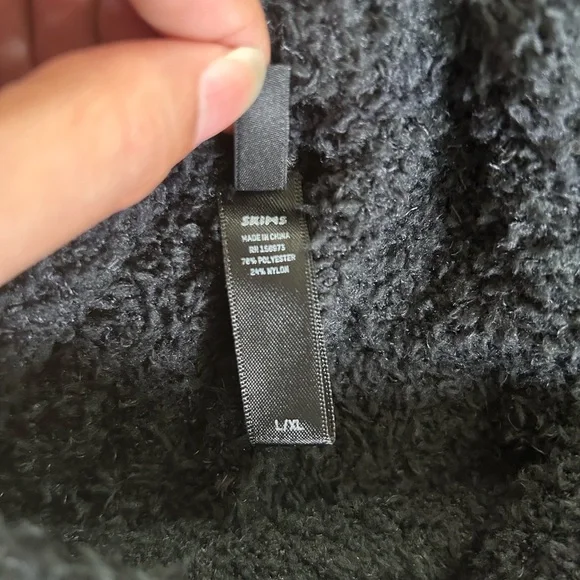 SKIMS
MADE IN CHINA
RN 158673
76% POLYESTER
24% NYLON
L/XL